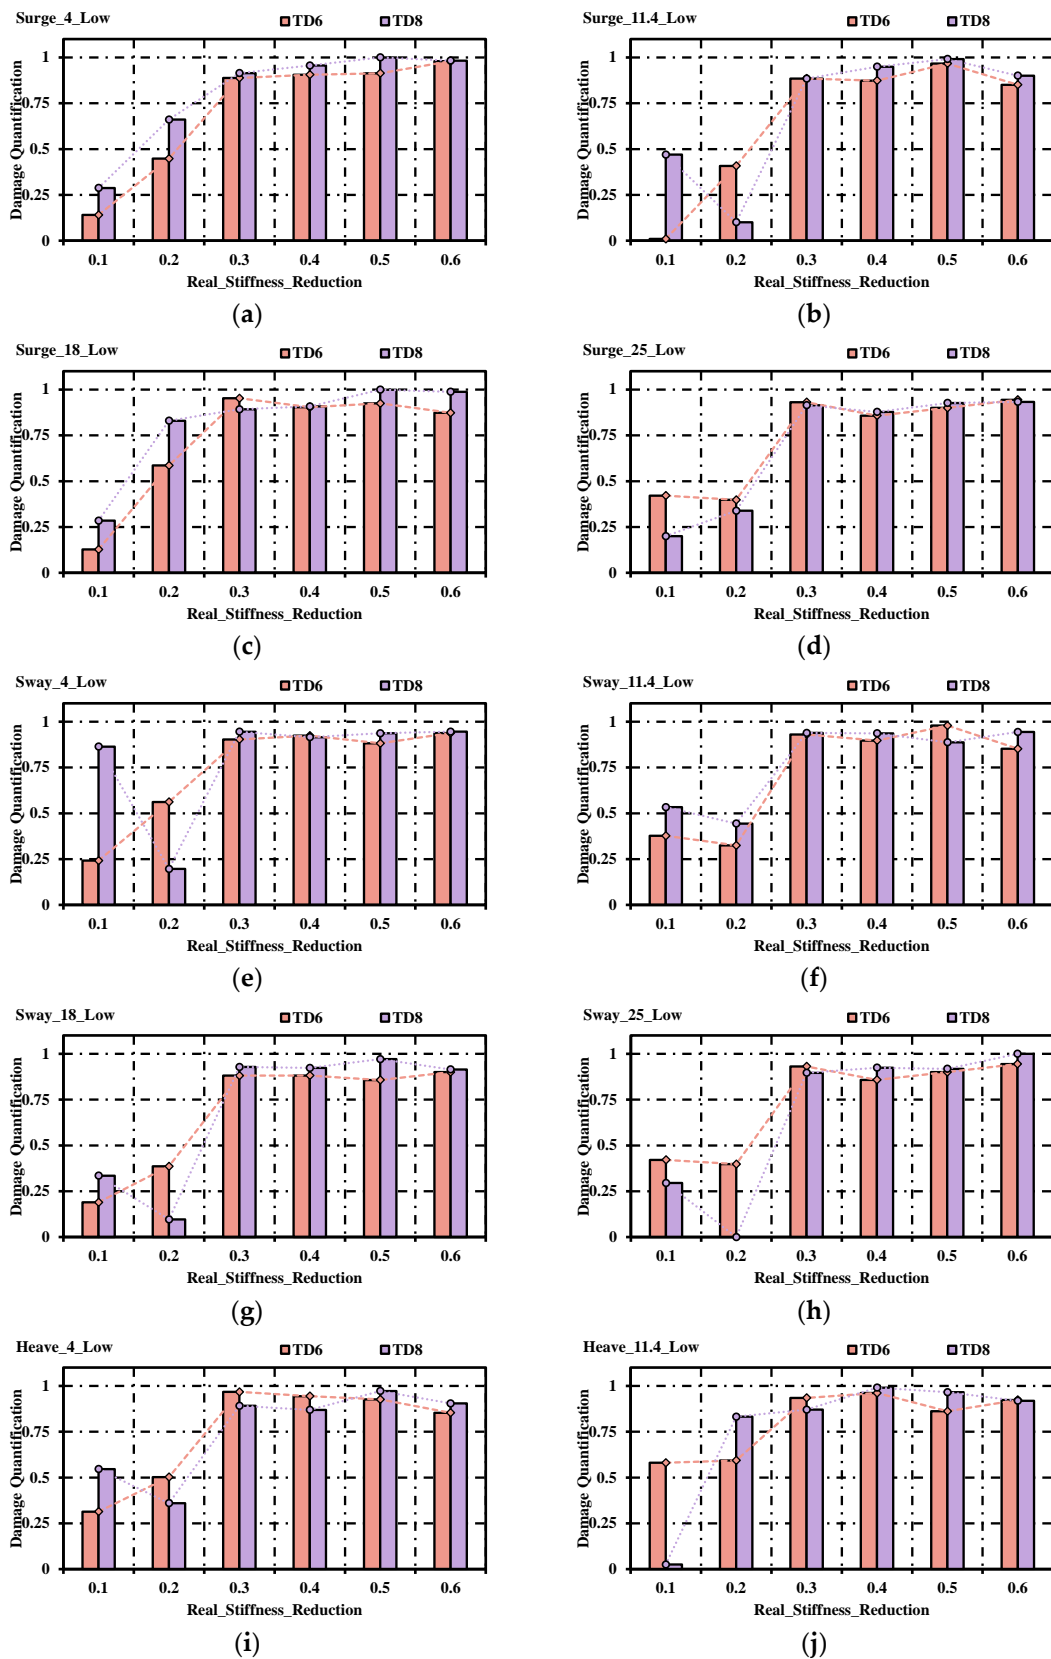 Surge_4_Low TD6 TD8
Damage Quantification
1
0.75
0.5
0.25
0
0.1 0.2 0.3 0.4 0.5 0.6
Real_Stiffness_Reduction
(a)
Surge_11.4_Low TD6 TD8
Damage Quantification
1
0.75
0.5
0.25
0
0.1 0.2 0.3 0.4 0.5 0.6
Real_Stiffness_Reduction
(b)
Surge_18_Low TD6 TD8
Damage Quantification
1
0.75
0.5
0.25
0
0.1 0.2 0.3 0.4 0.5 0.6
Real_Stiffness_Reduction
(c)
Surge_25_Low TD6 TD8
Damage Quantification
1
0.75
0.5
0.25
0
0.1 0.2 0.3 0.4 0.5 0.6
Real_Stiffness_Reduction
(d)
Sway_4_Low TD6 TD8
Damage Quantification
1
0.75
0.5
0.25
0
0.1 0.2 0.3 0.4 0.5 0.6
Real_Stiffness_Reduction
(e)
Sway_11.4_Low TD6 TD8
Damage Quantification
1
0.75
0.5
0.25
0
0.1 0.2 0.3 0.4 0.5 0.6
Real_Stiffness_Reduction
(f)
Sway_18_Low TD6 TD8
Damage Quantification
1
0.75
0.5
0.25
0
0.1 0.2 0.3 0.4 0.5 0.6
Real_Stiffness_Reduction
(g)
Sway_25_Low TD6 TD8
Damage Quantification
1
0.75
0.5
0.25
0
0.1 0.2 0.3 0.4 0.5 0.6
Real_Stiffness_Reduction
(h)
Heave_4_Low TD6 TD8
Damage Quantification
1
0.75
0.5
0.25
0
0.1 0.2 0.3 0.4 0.5 0.6
Real_Stiffness_Reduction
(i)
Heave_11.4_Low TD6 TD8
Damage Quantification
1
0.75
0.5
0.25
0
0.1 0.2 0.3 0.4 0.5 0.6
Real_Stiffness_Reduction
(j)